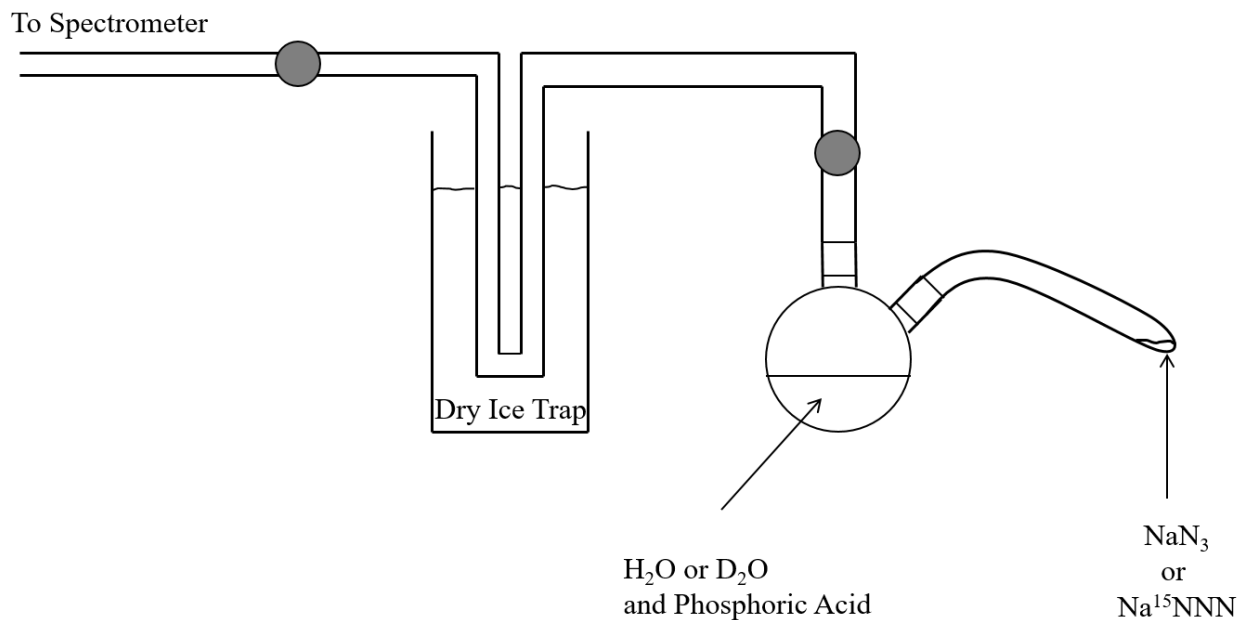 To Spectrometer
Dry Ice Trap
H₂O or D₂O
and Phosphoric Acid
NaN₃
or
Na¹⁵NNN